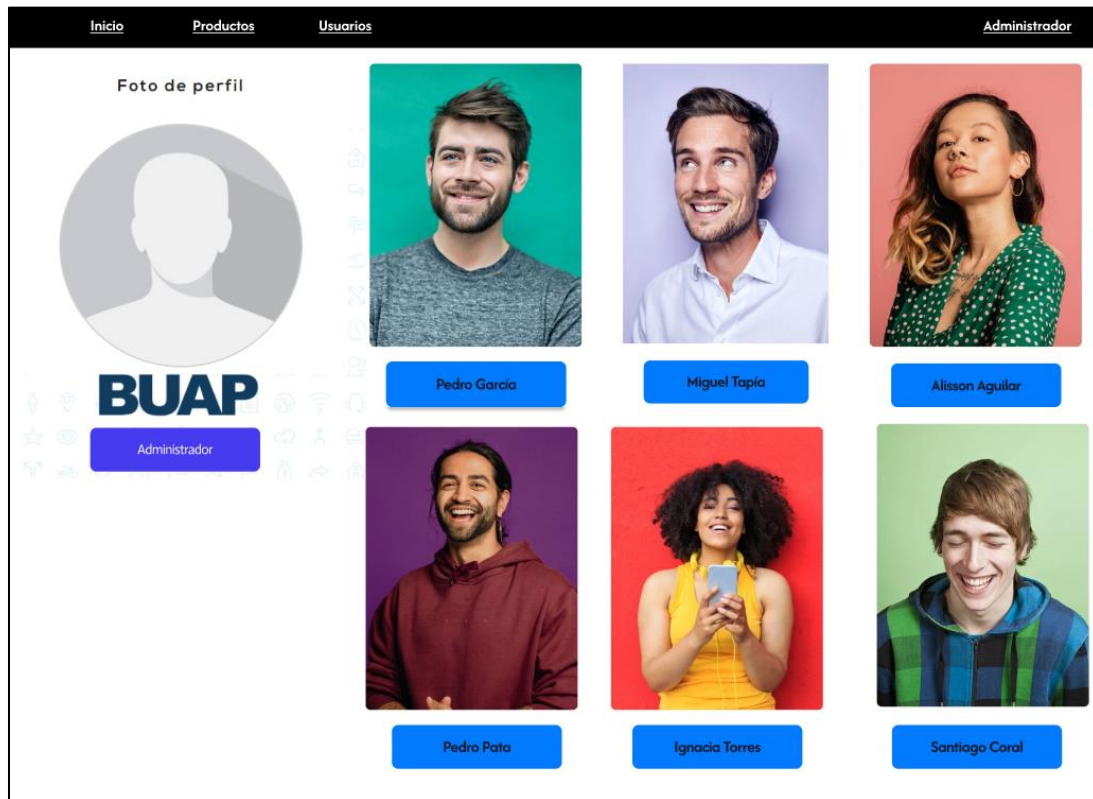 Inicio
Productos
Usuarios
Administrador
Foto de perfil
BUAP
Administrador
Pedro García
Miguel Tapía
Alisson Aguilar
Pedro Pata
Ignacia Torres
Santiago Coral